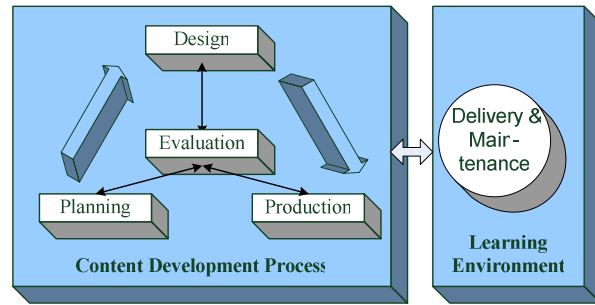 Design
Evaluation
Planning
Production
Content Development Process
Delivery &
Mair -
tenance
Learning
Environment